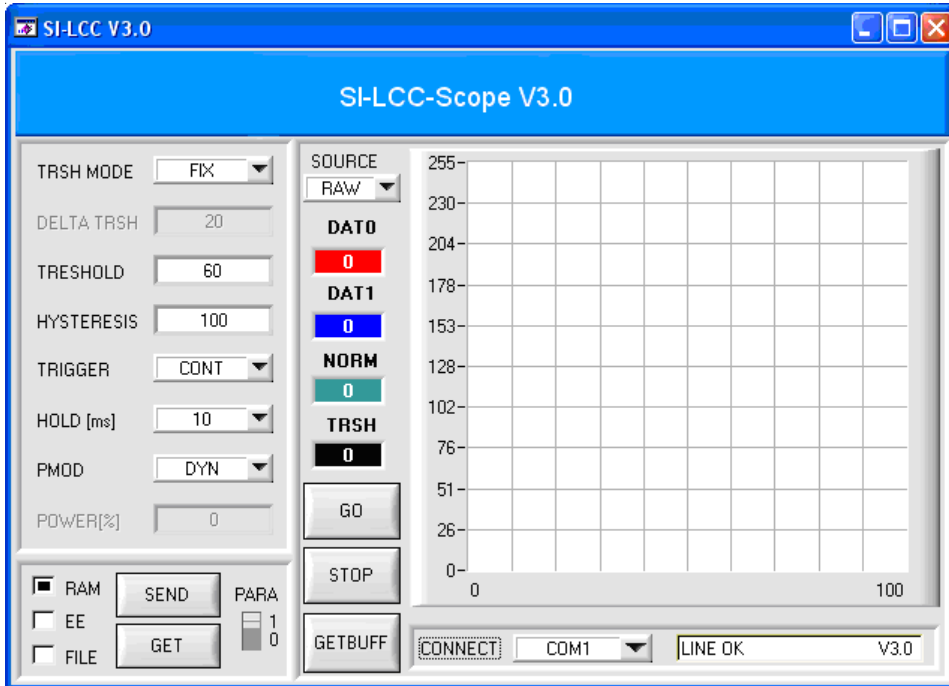 SI-LCC V3.0
SI-LCC-Scope V3.0
TRSH MODE FIX
DELTA TRSH 20
TRESHOLD 60
HYSTERESIS 100
TRIGGER CONT
HOLD [ms] 10
PMOD DYN
POWER[%] 0
RAM
EE
FILE
SEND
GET
PARA
1
0
SOURCE
RAW
DAT0
0
DAT1
0
NORM
0
TRSH
0
GO
STOP
GETBUFF
255
230
204
178
153
128
102
76
51
26
0
0 100
CONNECT COM1 LINE OK V3.0